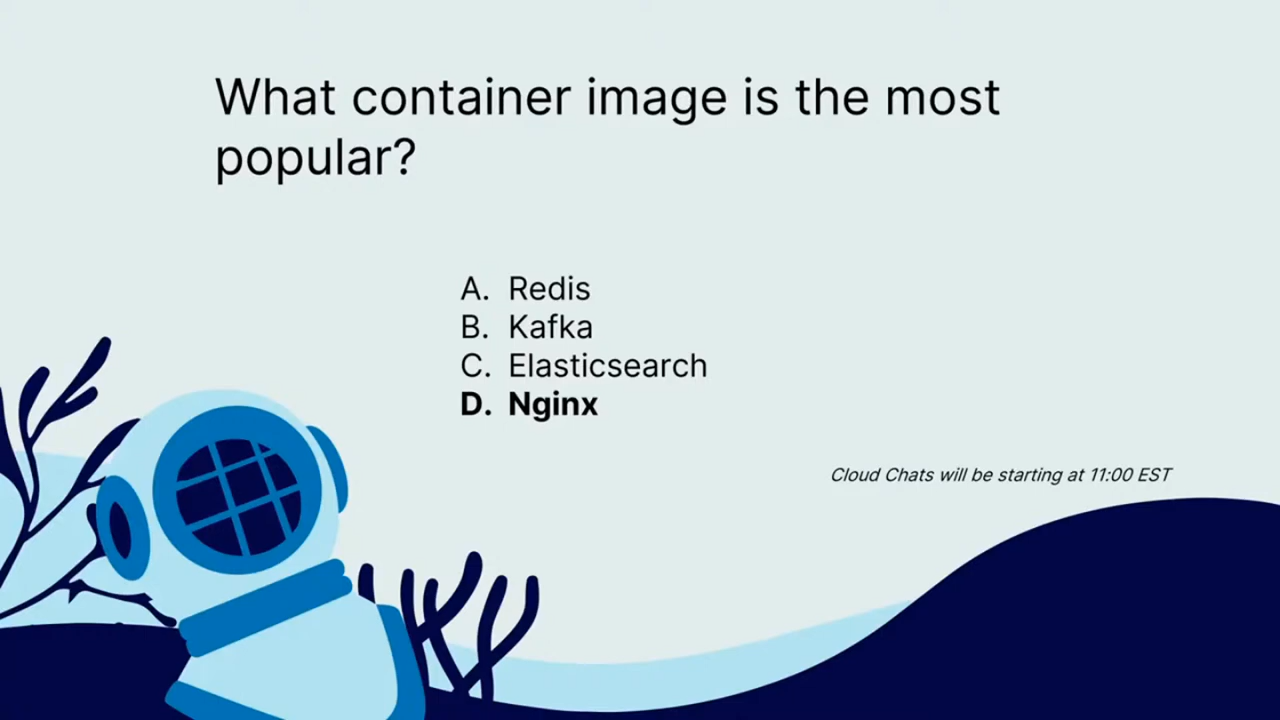 What container image is the most
popular?
A. Redis
B. Kafka
C. Elasticsearch
D. Nginx
Cloud Chats will be starting at 11:00 EST